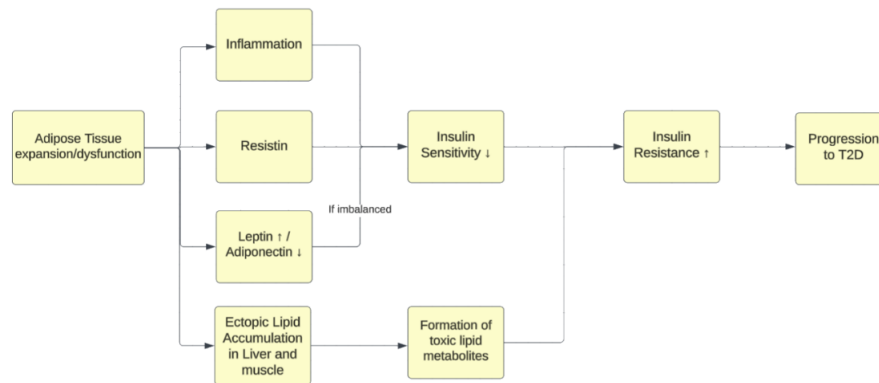 Inflammation
Adipose Tissue
expansion/dysfunction
Resistin
Insulin
Sensitivity ↓
Insulin
Resistance ↑
Progression
to T2D
If imbalanced
Leptin ↑ /
Adiponectin ↓
Ectopic Lipid
Accumulation
in Liver and
muscle
Formation of
toxic lipid
metabolites